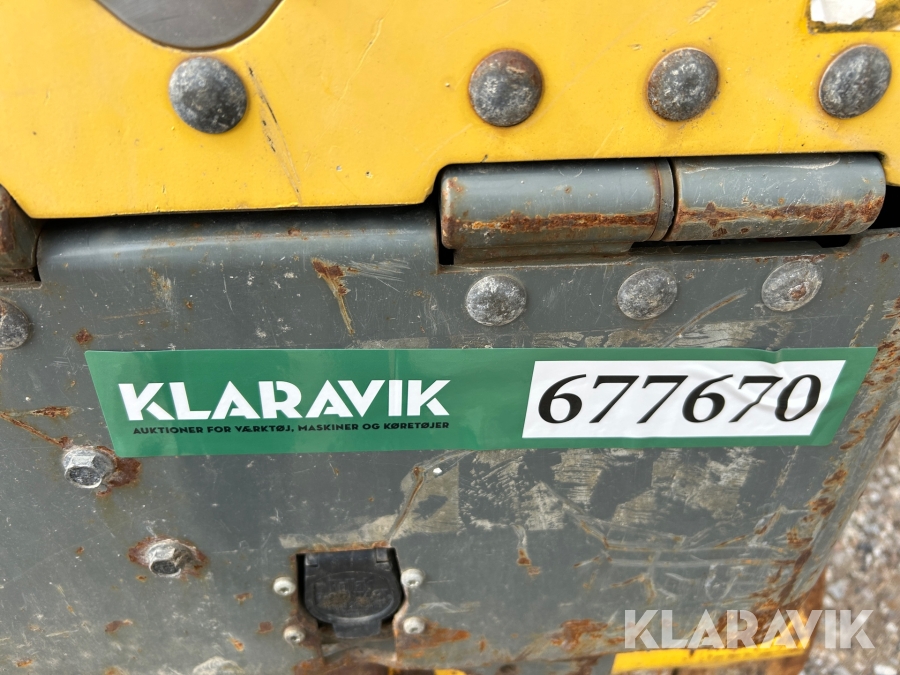 KLARAVIK
AUKTIONER FOR VÆRKTØJ, MASKINER OG KØRETØJER
677670
KLARAVIK